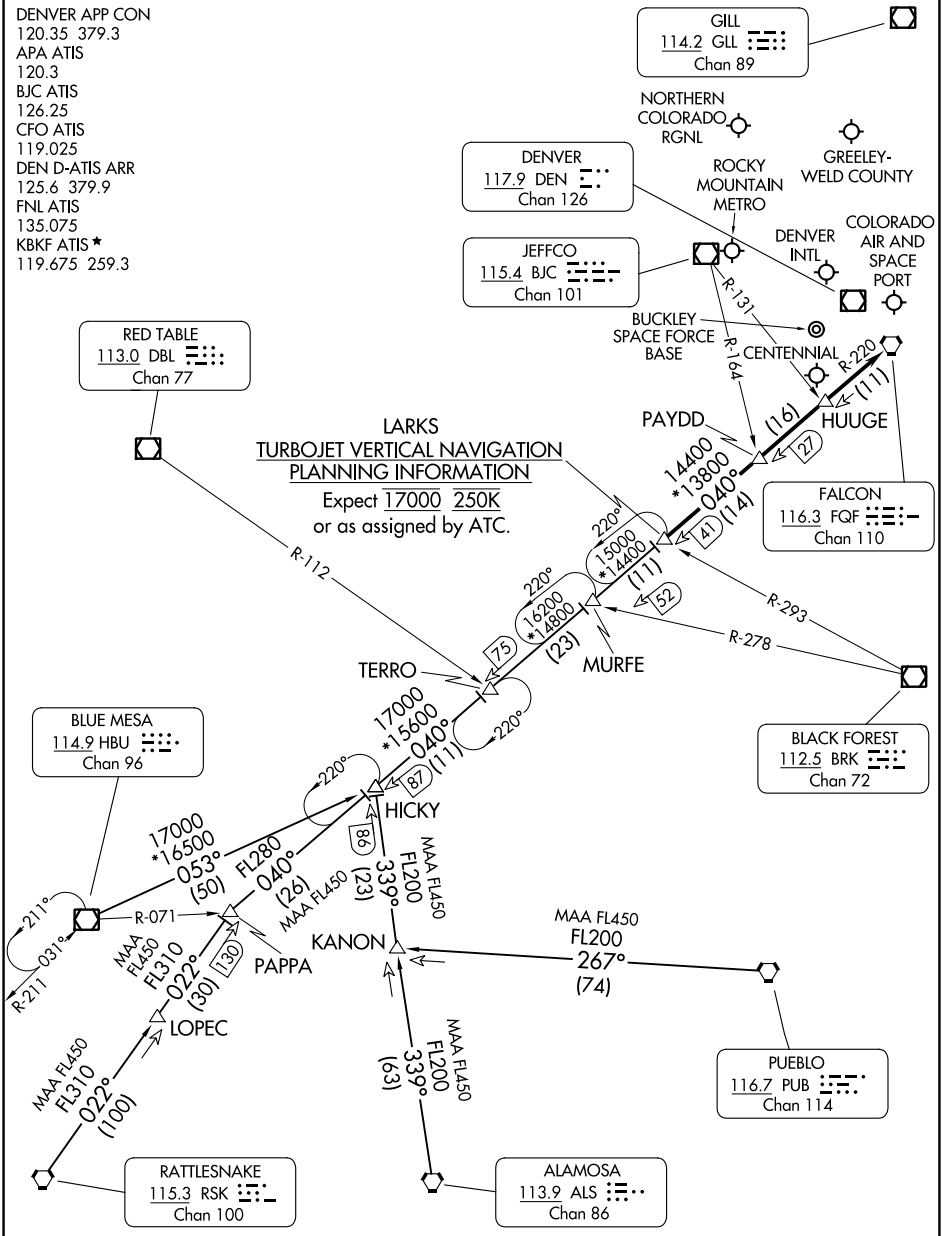 DENVER APP CON
120.35 379.3
APA ATIS
120.3
BJC ATIS
126.25
CFO ATIS
119.025
DEN D-ATIS ARR
125.6 379.9
FNL ATIS
135.075
KBKF ATIS ★
119.675 259.3
GILL
114.2 GLL
Chan 89
NORTHERN
COLORADO
RGNL
GREELEY-
WELD COUNTY
DENVER
117.9 DEN
Chan 126
ROCKY
MOUNTAIN
METRO
DENVER
INTL
COLORADO
AIR AND
SPACE
PORT
JEFFCO
115.4 BJC
Chan 101
R-131
R-164
BUCKLEY
SPACE FORCE
BASE
CENTENNIAL
R-220
(11)
HUUGE
RED TABLE
113.0 DBL
Chan 77
PAYDD
(16)
27
LARKS
TURBOJET VERTICAL NAVIGATION
PLANNING INFORMATION
Expect 17000 250K
or as assigned by ATC.
14400
*13800
040°
(14)
41
FALCON
116.3 FQF
Chan 110
R-112
220°
15000
*14400
(11)
52
R-293
R-278
220°
16200
*14800
(23)
MURFE
75
TERRO
220°
BLACK FOREST
112.5 BRK
Chan 72
17000
*15600
040°
(11)
87
BLUE MESA
114.9 HBU
Chan 96
220°
HICKY
17000
*16500
053°
(50)
FL280
040°
(26)
MAA FL450
86
MAA FL450
FL200
339°
(23)
211°
031°
R-211
R-071
PAPPA
130
MAA
FL450
FL310
022°
(30)
KANON
MAA FL450
FL200
267°
(74)
LOPEC
MAA FL450
FL310
022°
(100)
MAA FL450
FL200
339°
(63)
PUEBLO
116.7 PUB
Chan 114
RATTLESNAKE
115.3 RSK
Chan 100
ALAMOSA
113.9 ALS
Chan 86